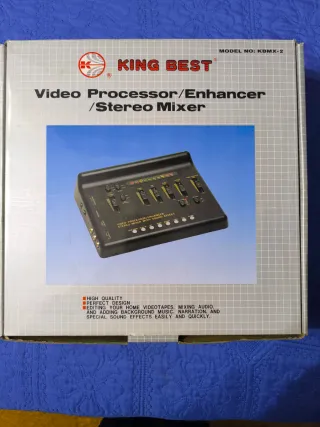 MODEL NO: KBMX-2
KING BEST®
®
Video Processor/Enhancer
/Stereo Mixer
■HIGH QUALITY
■PERFECT DESIGN
■EDITING YOUR HOME VIDEOTAPES, MIXING AUDIO,
AND ADDING BACKGROUND MUSIC, NARRATION, AND
SPECIAL SOUND EFFECTS EASILY AND QUICKLY.